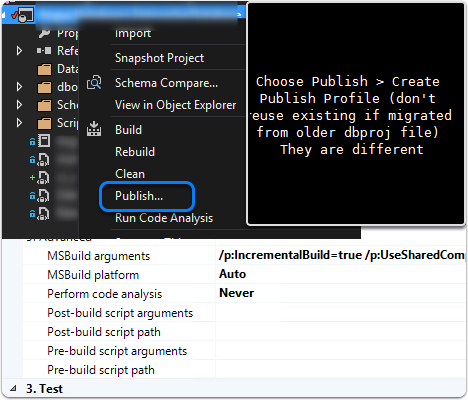 Import
Prop
Snapshot Project
Refe
Data
Schema Compare...
dbo
View in Object Explorer
Sche
Scrip
Build
Rebuild
Clean
Publish...
Run Code Analysis
Choose Publish > Create
Publish Profile (don't
reuse existing if migrated
from older dbproj file)
They are different
MSBuild arguments /p:IncrementalBuild=true /p:UseSharedCom
MSBuild platform Auto
Perform code analysis Never
Post-build script arguments
Post-build script path
Pre-build script arguments
Pre-build script path
3. Test